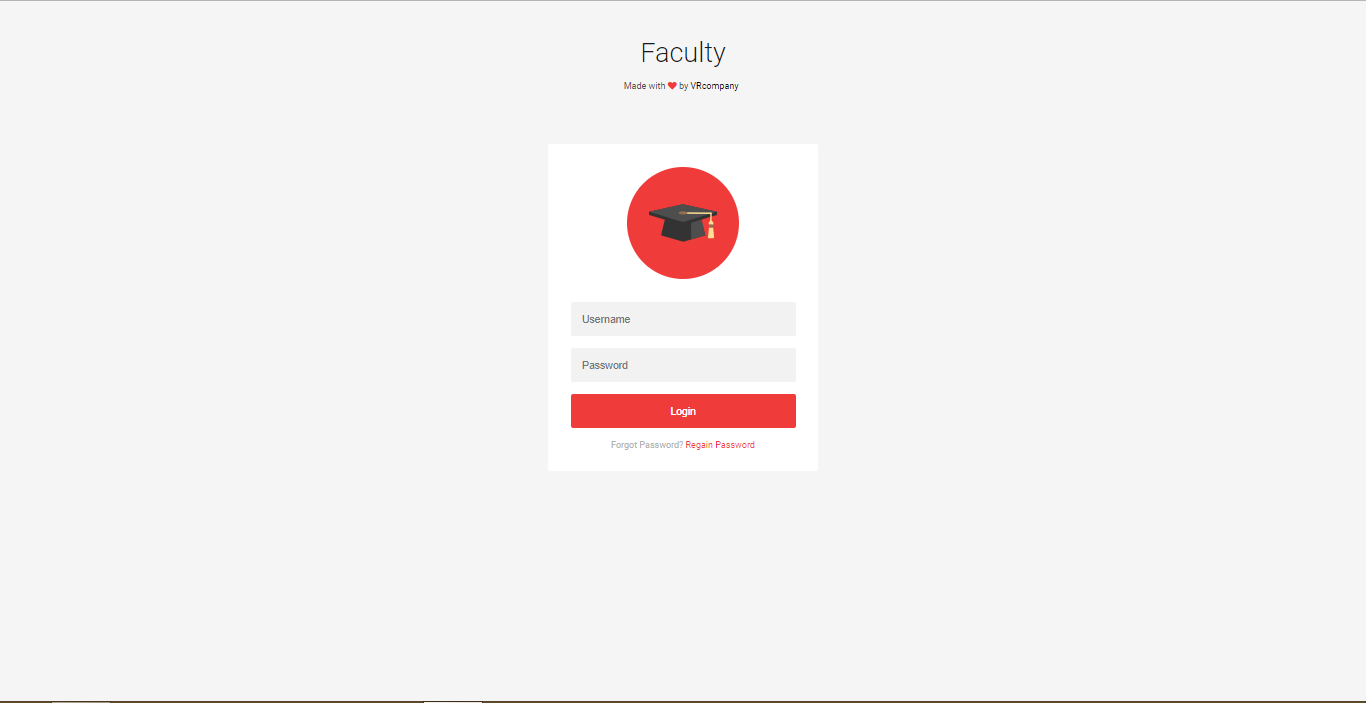 Faculty
Made with ❤ by VRcompany
Username
Password
Login
Forgot Password? Regain Password